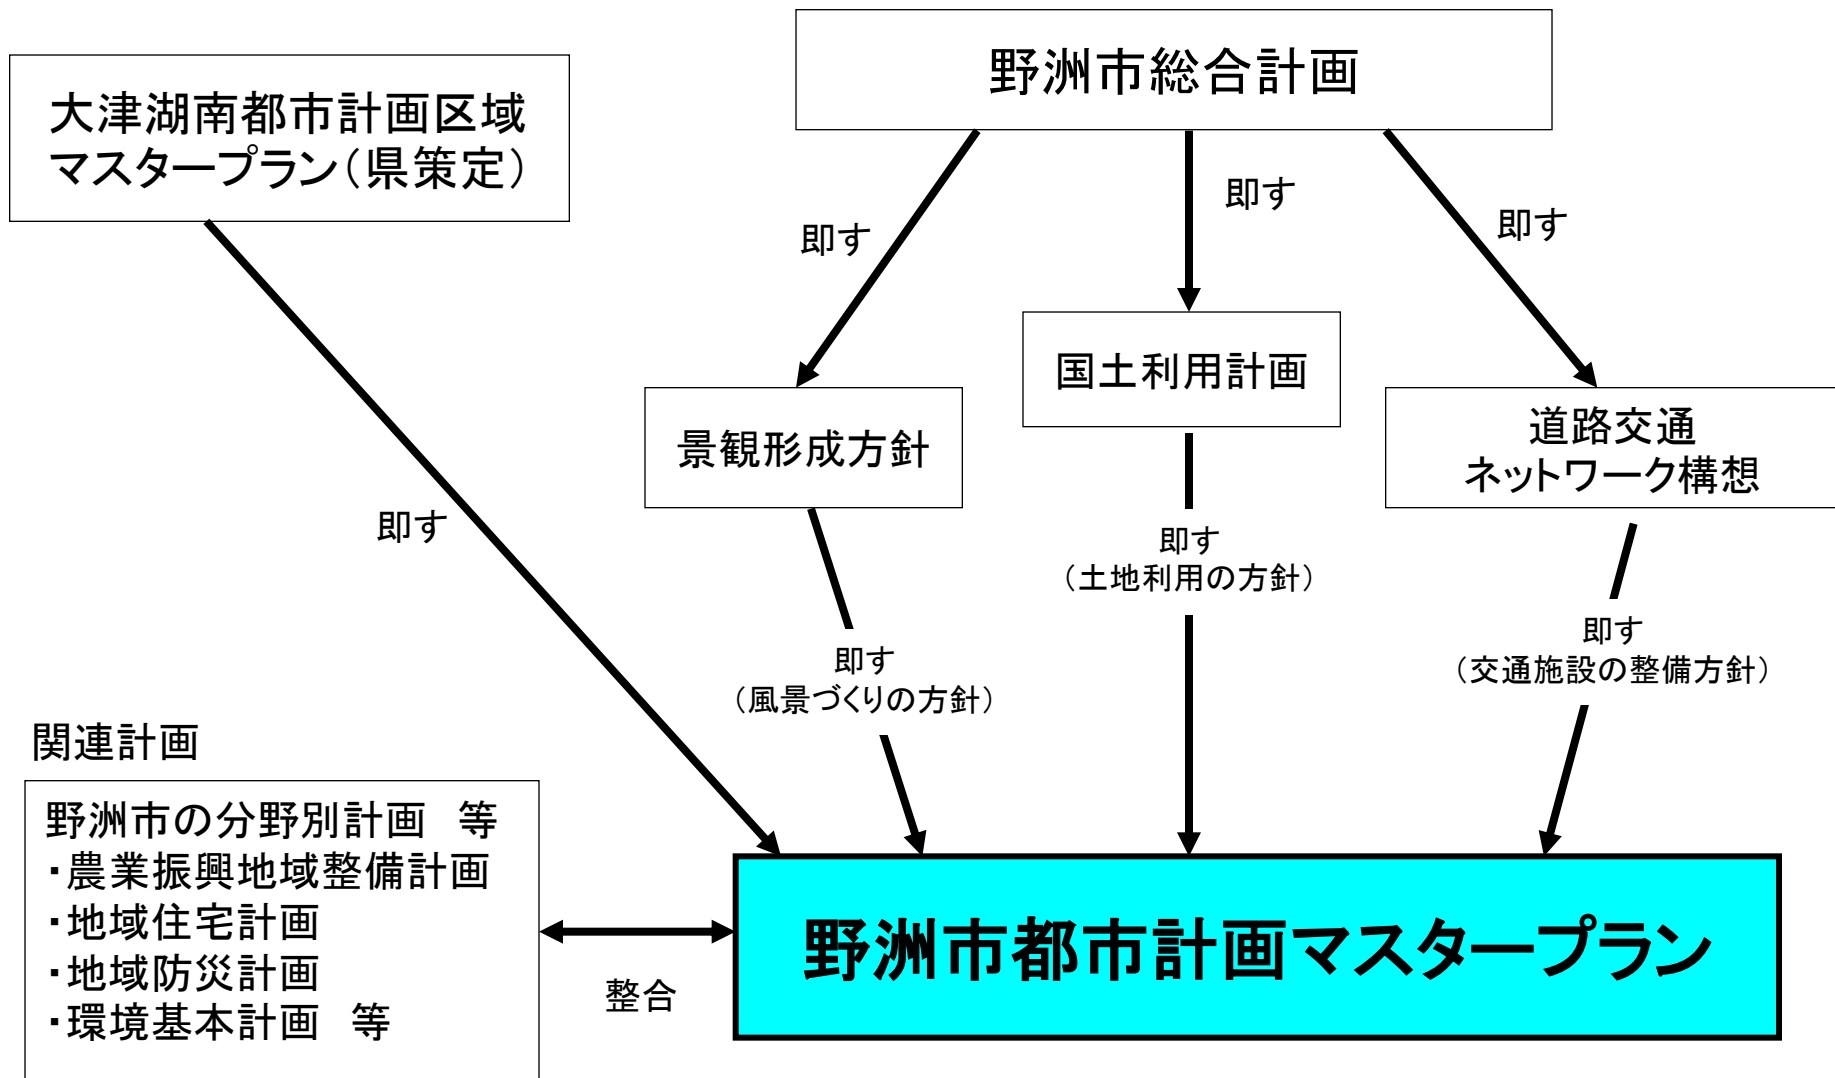 野洲市総合計画
大津湖南都市計画区域
マスタープラン（県策定）
即す
即す
即す
国土利用計画
景観形成方針
道路交通
ネットワーク構想
即す
即す
（土地利用の方針）
即す
（交通施設の整備方針）
即す
（風景づくりの方針）
関連計画
野洲市の分野別計画　等
・農業振興地域整備計画
・地域住宅計画
・地域防災計画
・環境基本計画　等
整合
野洲市都市計画マスタープラン